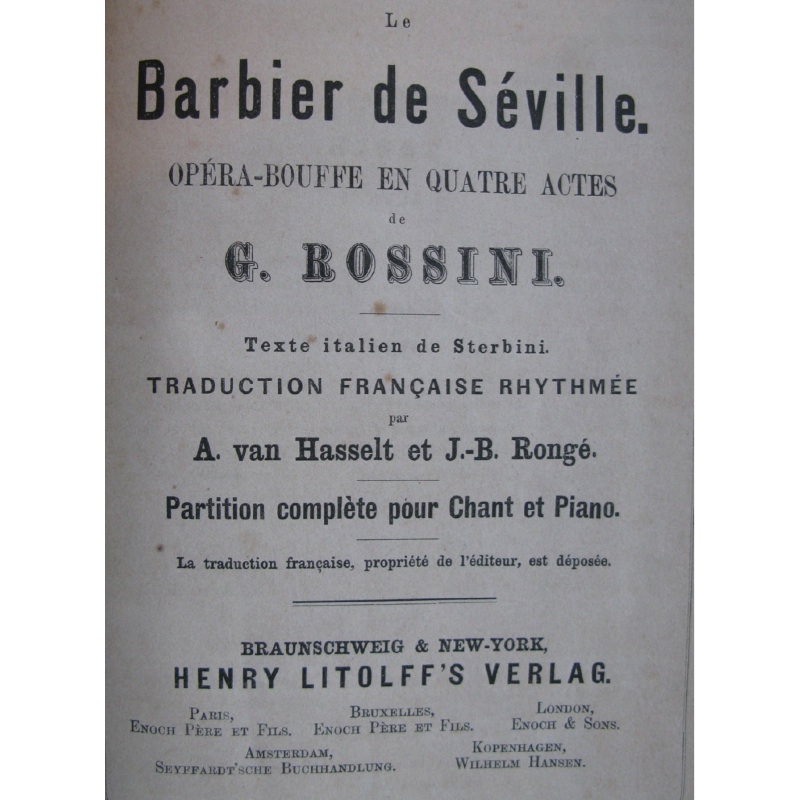 Le
Barbier de Séville.
OPÉRA-BOUFFE EN QUATRE ACTES
de
G. ROSSINI.
Texte italien de Sterbini.
TRADUCTION FRANÇAISE RHYTHMÉE
par
A. van Hasselt et J.-B. Rongé.
Partition complète pour Chant et Piano.
La traduction française, propriété de l'éditeur, est déposée.
BRAUNSCHWEIG & NEW-YORK,
HENRY LITOLFF'S VERLAG.
PARIS, BRUXELLES, LONDON,
ENOCH PÈRE ET FILS. ENOCH PÈRE ET FILS. ENOCH & SONS.
AMSTERDAM, KOPENHAGEN,
SEYFFARDT'SCHE BUCHHANDLUNG. WILHELM HANSEN.